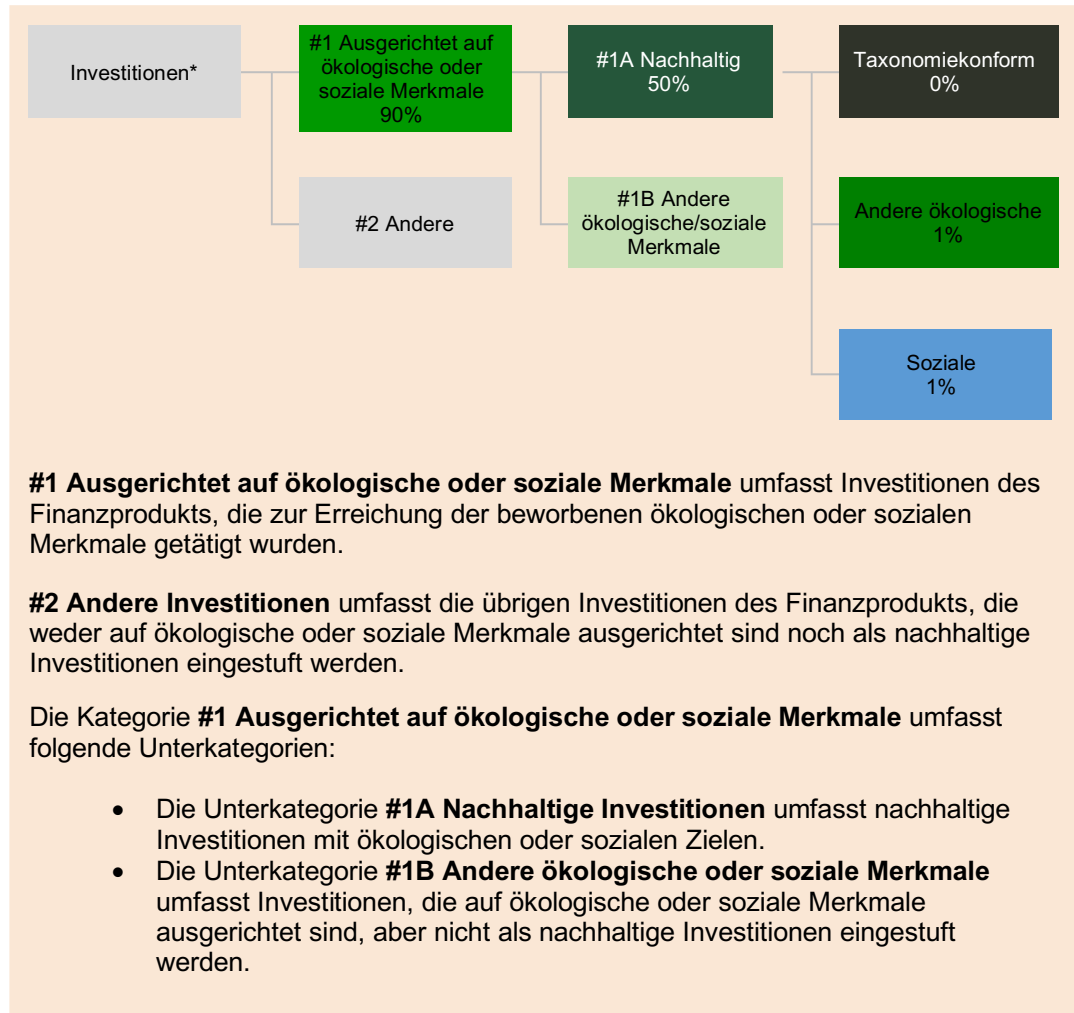 Investitionen*
#1 Ausgerichtet auf
ökologische oder
soziale Merkmale
90%
#1A Nachhaltig
50%
Taxonomiekonform
0%
#2 Andere
#1B Andere
ökologische/soziale
Merkmale
Andere ökologische
1%
Soziale
1%
#1 Ausgerichtet auf ökologische oder soziale Merkmale umfasst Investitionen des
Finanzprodukts, die zur Erreichung der beworbenen ökologischen oder sozialen
Merkmale getätigt wurden.
#2 Andere Investitionen umfasst die übrigen Investitionen des Finanzprodukts, die
weder auf ökologische oder soziale Merkmale ausgerichtet sind noch als nachhaltige
Investitionen eingestuft werden.
Die Kategorie #1 Ausgerichtet auf ökologische oder soziale Merkmale umfasst
folgende Unterkategorien:
• Die Unterkategorie #1A Nachhaltige Investitionen umfasst nachhaltige
Investitionen mit ökologischen oder sozialen Zielen.
• Die Unterkategorie #1B Andere ökologische oder soziale Merkmale
umfasst Investitionen, die auf ökologische oder soziale Merkmale
ausgerichtet sind, aber nicht als nachhaltige Investitionen eingestuft
werden.